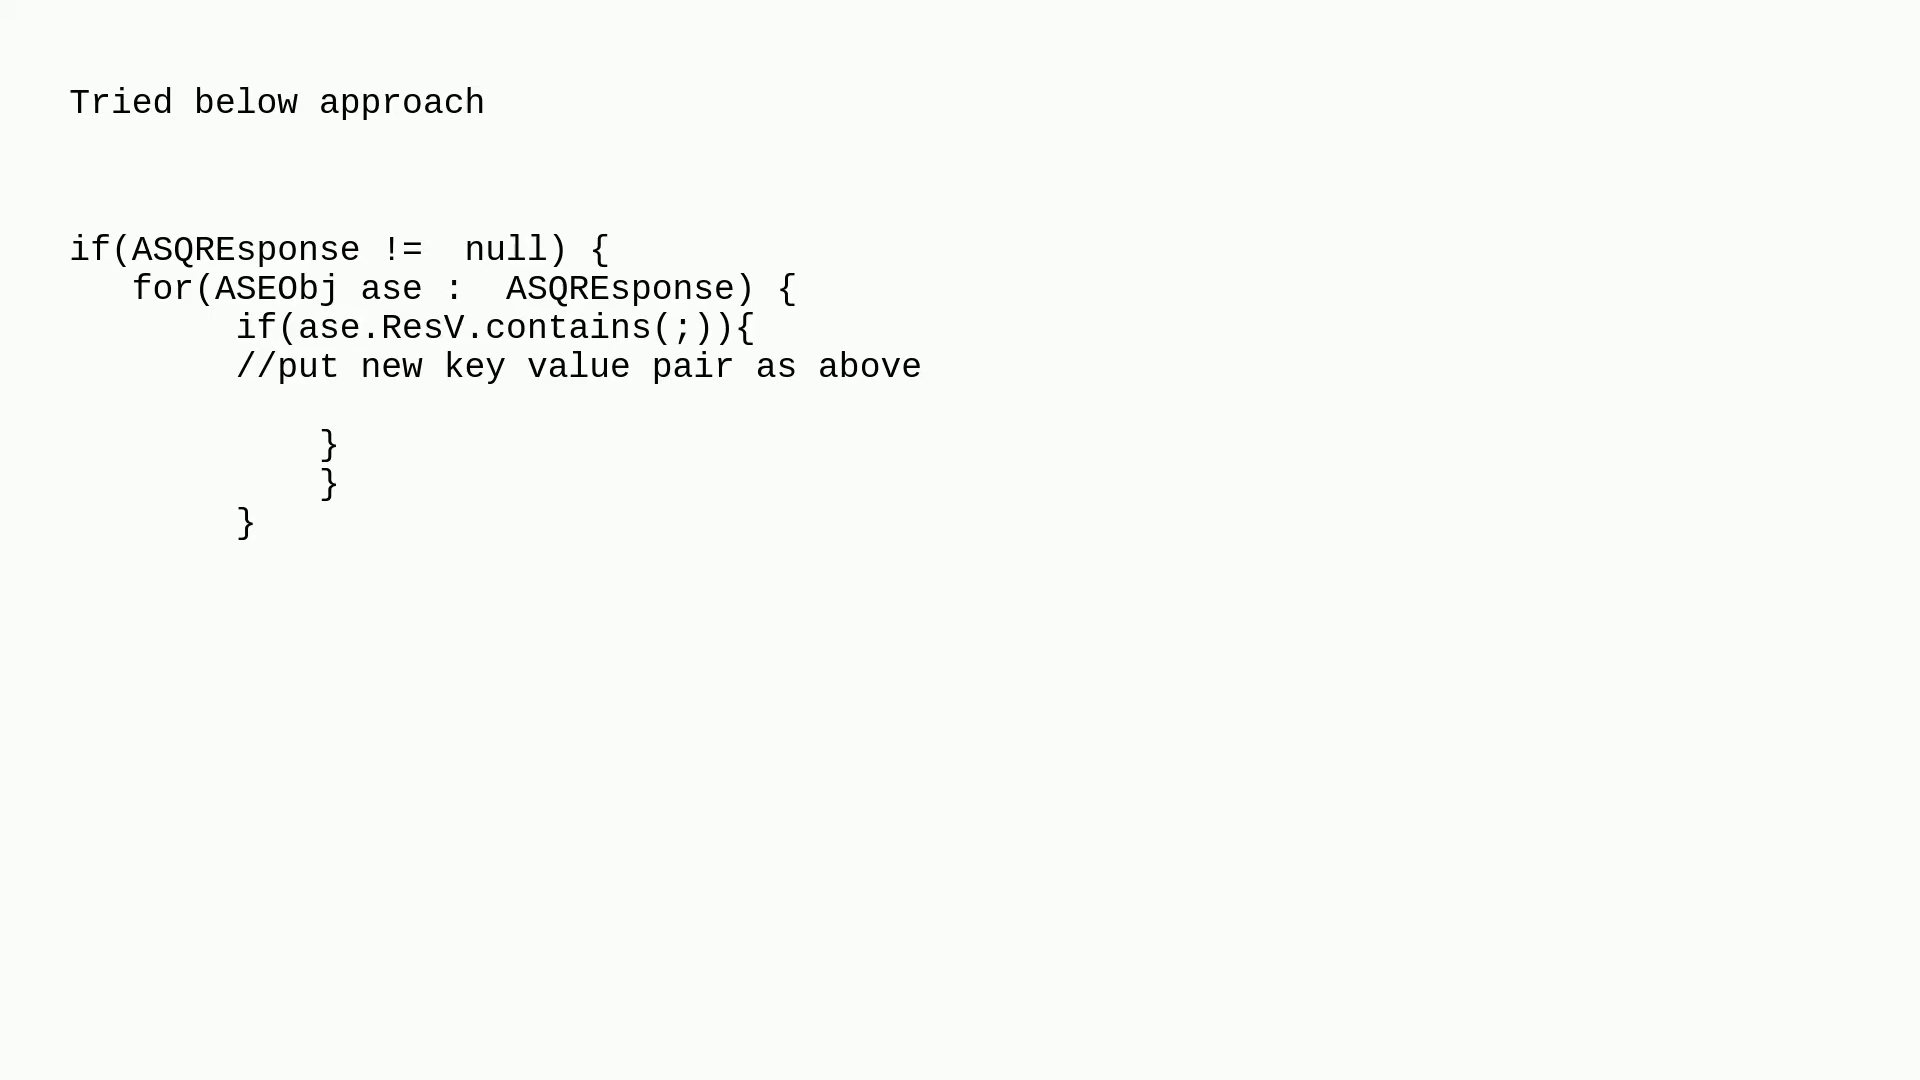 Tried below approach
if(ASQREsponse !=  null) {
   for(ASEObj ase :  ASQREsponse) {
        if(ase.ResV.contains(;)){
        //put new key value pair as above
            }
            }
        }